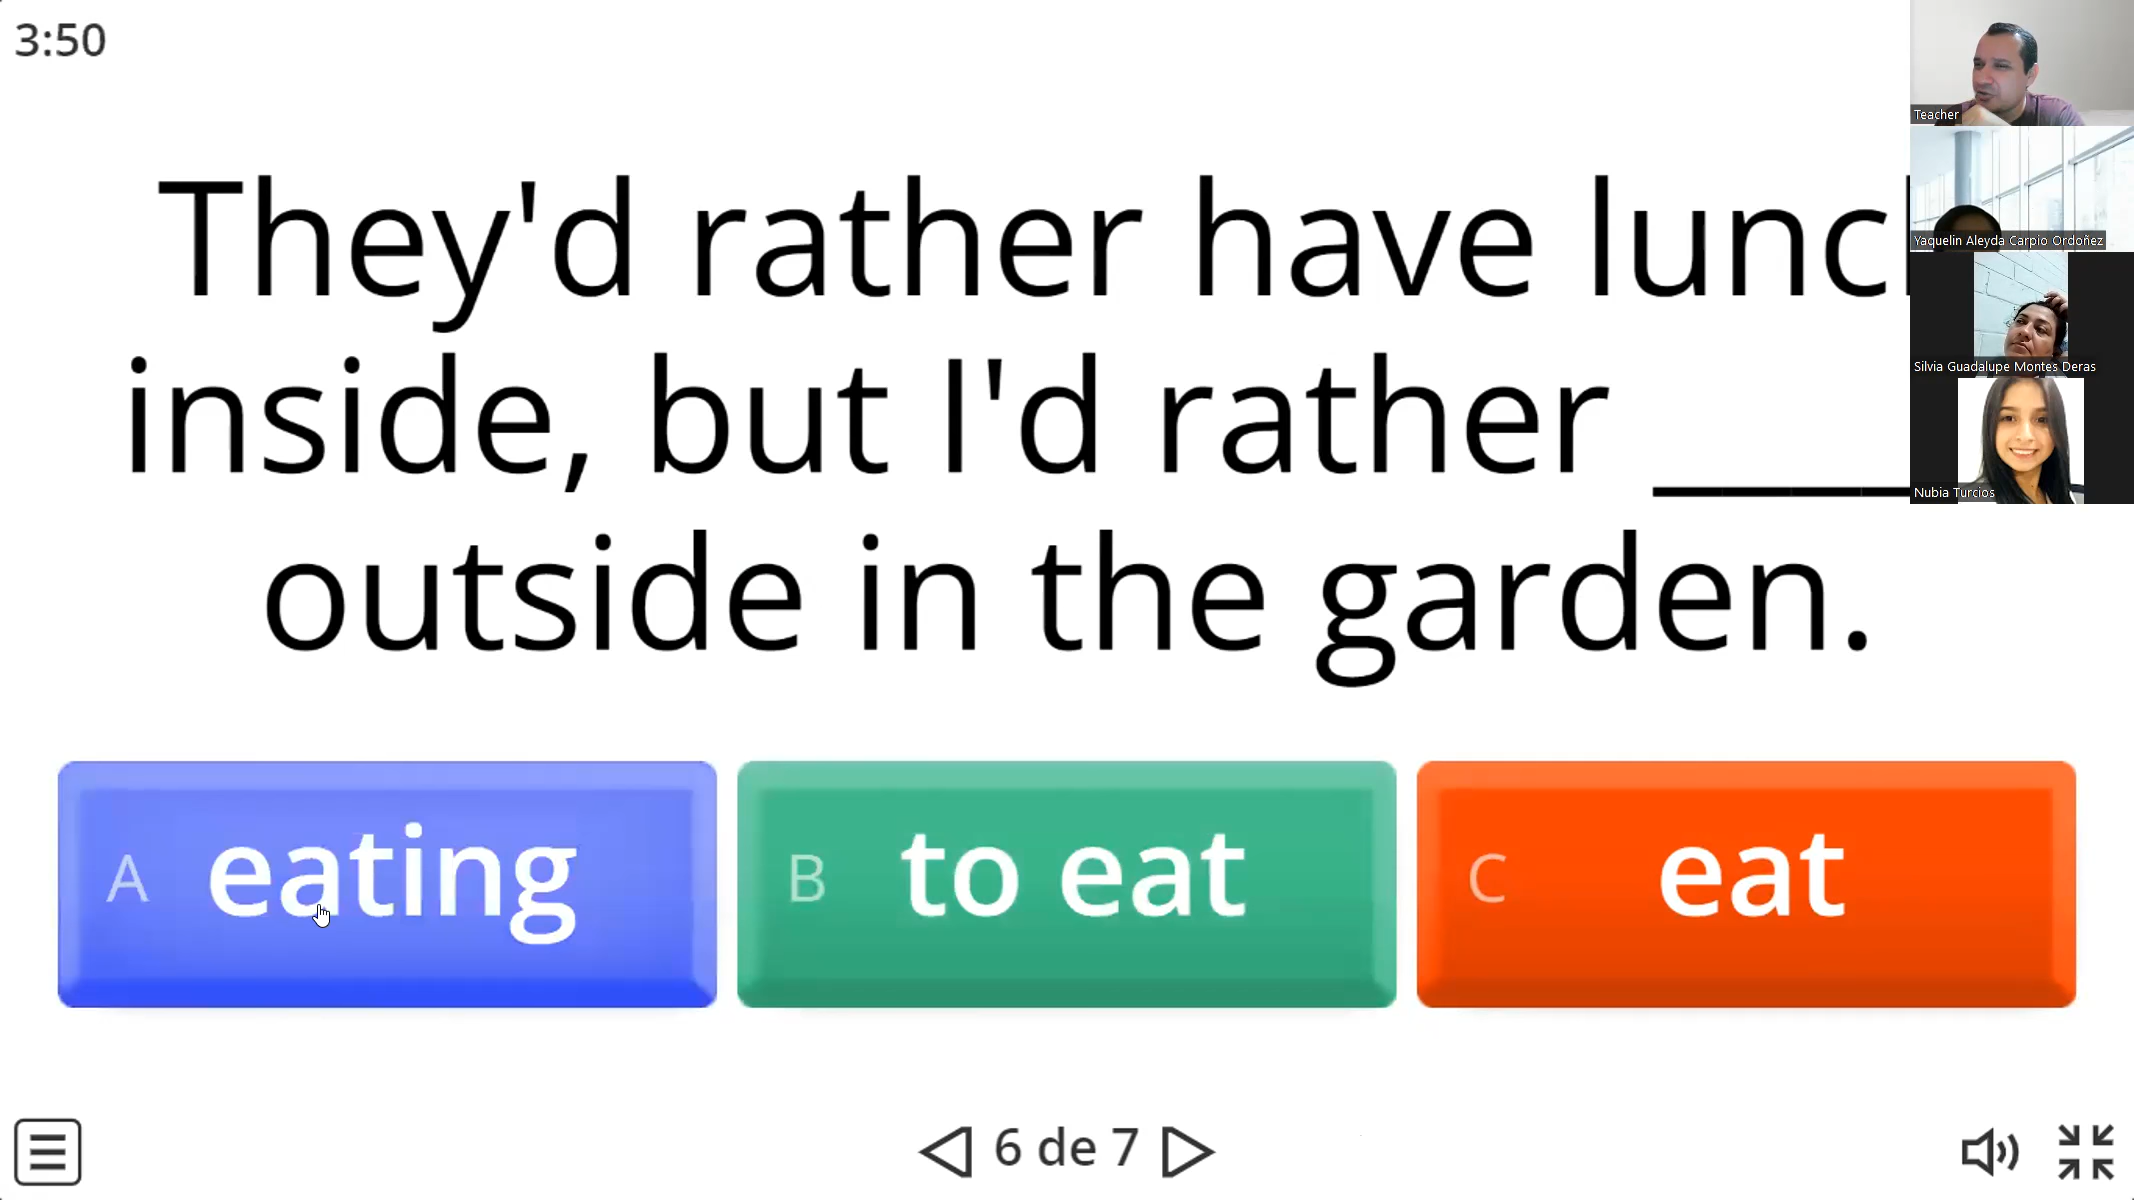 3:50
They'd rather have lunch
inside, but I'd rather ____
outside in the garden.
A eating
B to eat
C eat
6 de 7
Teacher
Yaquelin Aleyda Carpio Ordoñez
Silvia Guadalupe Montes Deras
Nubia Turcios